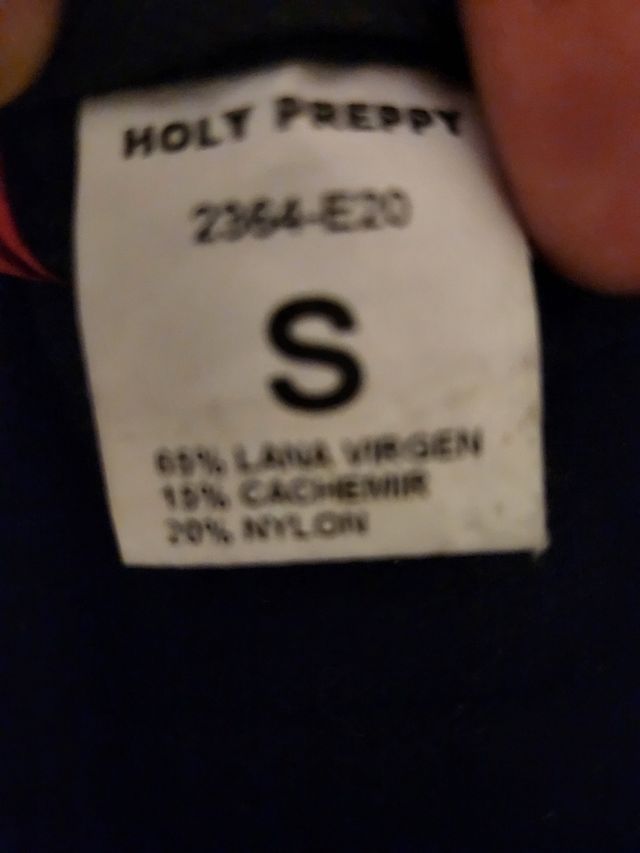 HOLY PREPPY
2364-E20
S
65% LANA VIRGEN
15% CACHEMIR
20% NYLON